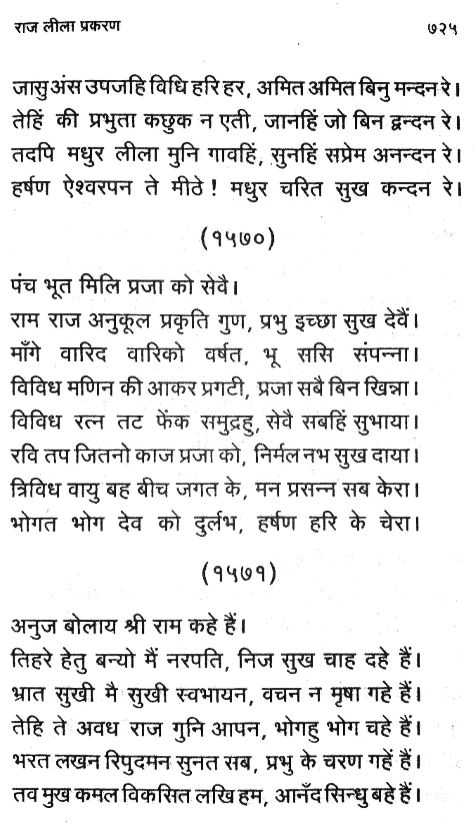 राज लीला प्रकरण ७२५
जासु अंस उपजहि विधि हरि हर, अमित अमित बिनु मन्दन रे।
तेहिं की प्रभुता कछुक न एती, जानहिं जो बिन द्वन्दन रे।
तदपि मधुर लीला मुनि गावहिं, सुनहिं सप्रेम अनन्दन रे।
हर्षण ऐश्वरपन ते मीठे ! मधुर चरित सुख कन्दन रे।
(१५७०)
पंच भूत मिलि प्रजा को सेवै।
राम राज अनुकूल प्रकृति गुण, प्रभु इच्छा सुख देवैं।
माँगे वारिद वारिको वर्षत, भू ससि संपन्ना।
विविध मणिन की आकर प्रगटी, प्रजा सबै बिन खिन्ना।
विविध रत्न तट फेंक समुद्रहु, सेवै सबहिं सुभाया।
रवि तप जितनो काज प्रजा को, निर्मल नभ सुख दाया।
त्रिविध वायु बह बीच जगत के, मन प्रसन्न सब केरा।
भोगत भोग देव को दुर्लभ, हर्षण हरि के चेरा।
(१५७१)
अनुज बोलाय श्री राम कहे हैं।
तिहरे हेतु बन्यो मैं नरपति, निज सुख चाह दहे हैं।
भ्रात सुखी मै सुखी स्वभायन, वचन न मृषा गहे हैं।
तेहि ते अवध राज गुनि आपन, भोगहु भोग चहे हैं।
भरत लखन रिपुदमन सुनत सब, प्रभु के चरण गहें हैं।
तव मुख कमल विकसित लखि हम, आनँद सिन्धु बहे हैं।